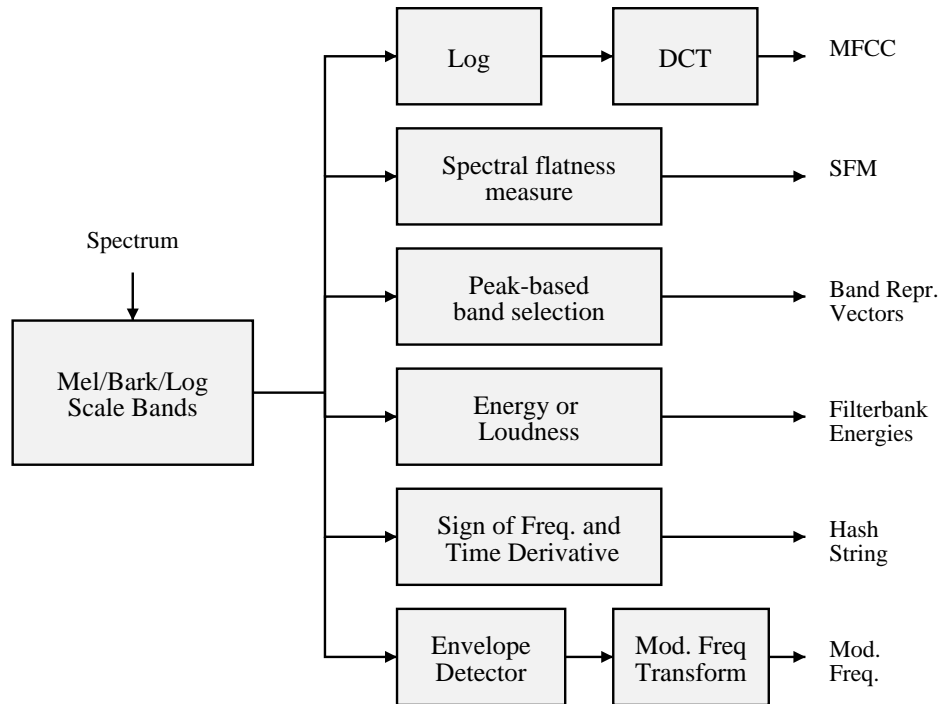 Log
DCT
MFCC
Spectral flatness
measure
SFM
Spectrum
Peak-based
band selection
Band Repr.
Vectors
Mel/Bark/Log
Scale Bands
Energy or
Loudness
Filterbank
Energies
Sign of Freq. and
Time Derivative
Hash
String
Envelope
Detector
Mod. Freq
Transform
Mod.
Freq.